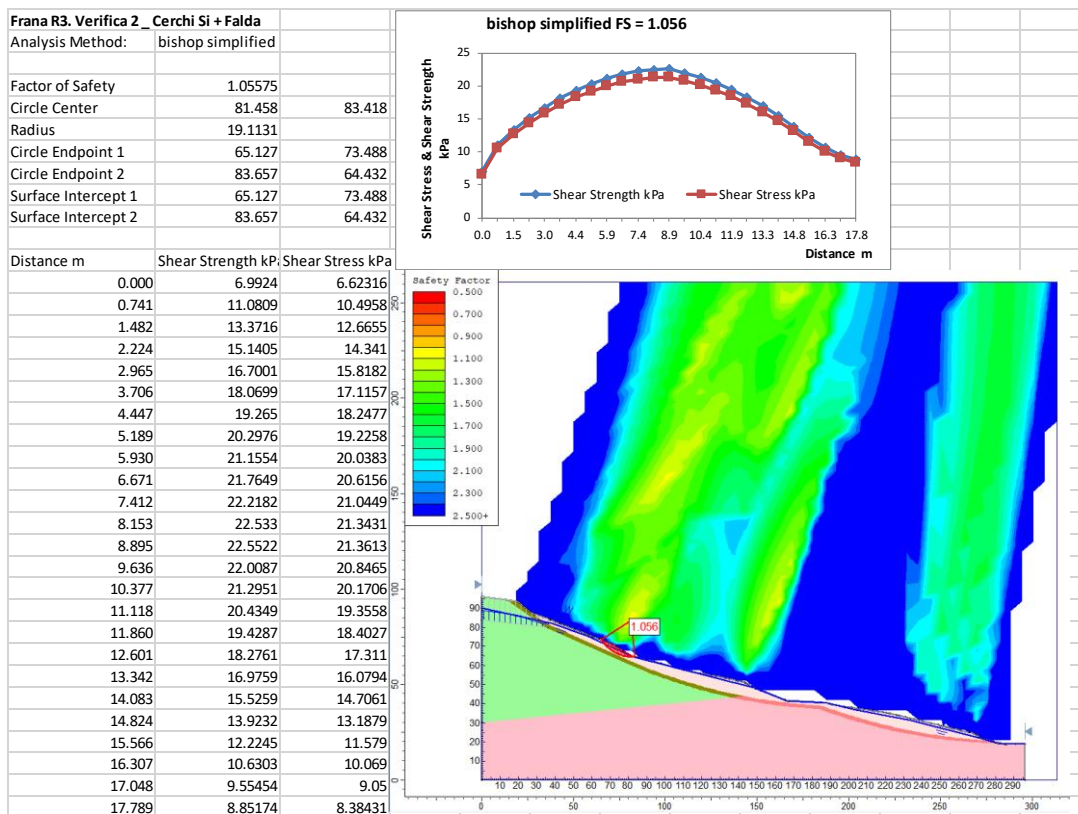 Frana R3. Verifica 2 _ Cerchi Si + Falda
Analysis Method: bishop simplified
Factor of Safety 1.05575
Circle Center 81.458 83.418
Radius 19.1131
Circle Endpoint 1 65.127 73.488
Circle Endpoint 2 83.657 64.432
Surface Intercept 1 65.127 73.488
Surface Intercept 2 83.657 64.432
Distance m Shear Strength kPa Shear Stress kPa
0.000 6.9924 6.62316
0.741 11.0809 10.4958
1.482 13.3716 12.6655
2.224 15.1405 14.341
2.965 16.7001 15.8182
3.706 18.0699 17.1157
4.447 19.265 18.2477
5.189 20.2976 19.2258
5.930 21.1554 20.0383
6.671 21.7649 20.6156
7.412 22.2182 21.0449
8.153 22.533 21.3431
8.895 22.5522 21.3613
9.636 22.0087 20.8465
10.377 21.2951 20.1706
11.118 20.4349 19.3558
11.860 19.4287 18.4027
12.601 18.2761 17.311
13.342 16.9759 16.0794
14.083 15.5259 14.7061
14.824 13.9232 13.1879
15.566 12.2245 11.579
16.307 10.6303 10.069
17.048 9.55454 9.05
17.789 8.85174 8.38431
bishop simplified FS = 1.056
Shear Stress & Shear Strength
kPa
25
20
15
10
5
0
Shear Strength kPa Shear Stress kPa
0.0 1.5 3.0 4.4 5.9 7.4 8.9 10.4 11.9 13.3 14.8 16.3 17.8
Distance m
Safety Factor
0.500
0.700
0.900
1.100
1.300
1.500
1.700
1.900
2.100
2.300
2.500+
250
200
150
100
50
0
1.056
90
80
70
60
50
40
30
20
10
10 20 30 40 50 60 70 80 90 100 110 120 130 140 150 160 170 180 190 200 210 220 230 240 250 260 270 280 290
0 50 100 150 200 250 300